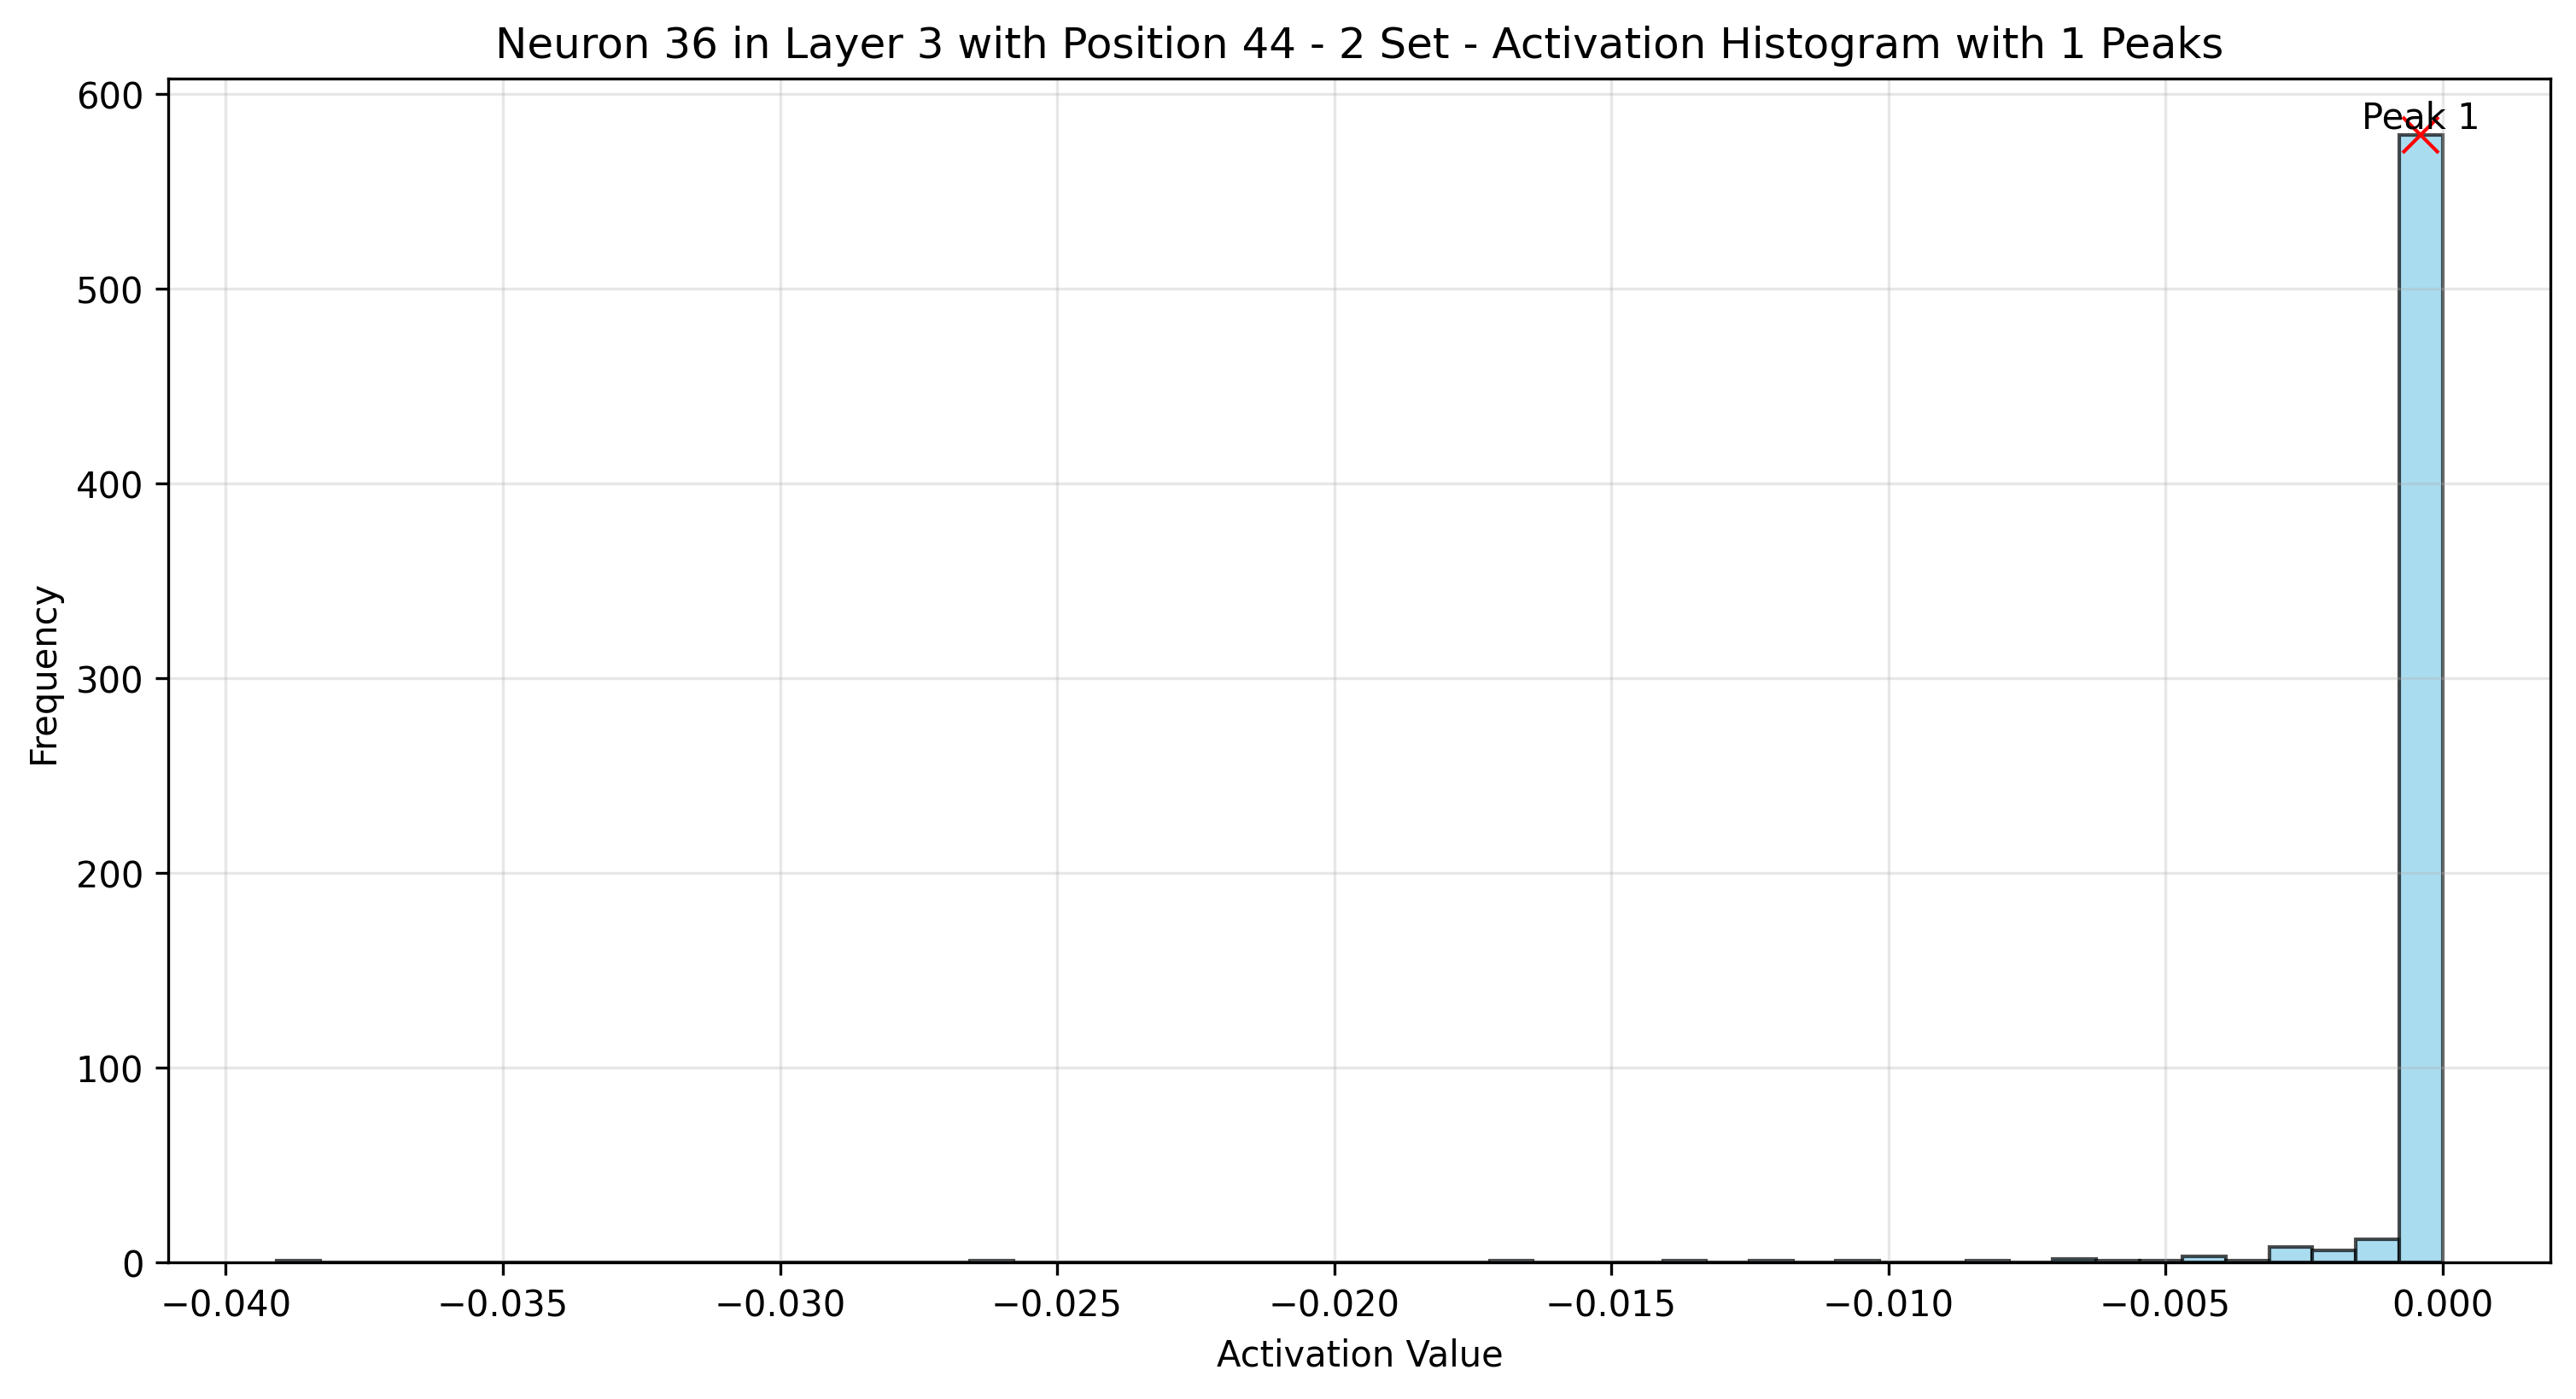 Neuron 36 in Layer 3 with Position 44 - 2 Set - Activation Histogram with 1 Peaks
600
Peak 1
500
400
300
200
100
0
Frequency
−0.040 −0.035 −0.030 −0.025 −0.020 −0.015 −0.010 −0.005 0.000
Activation Value